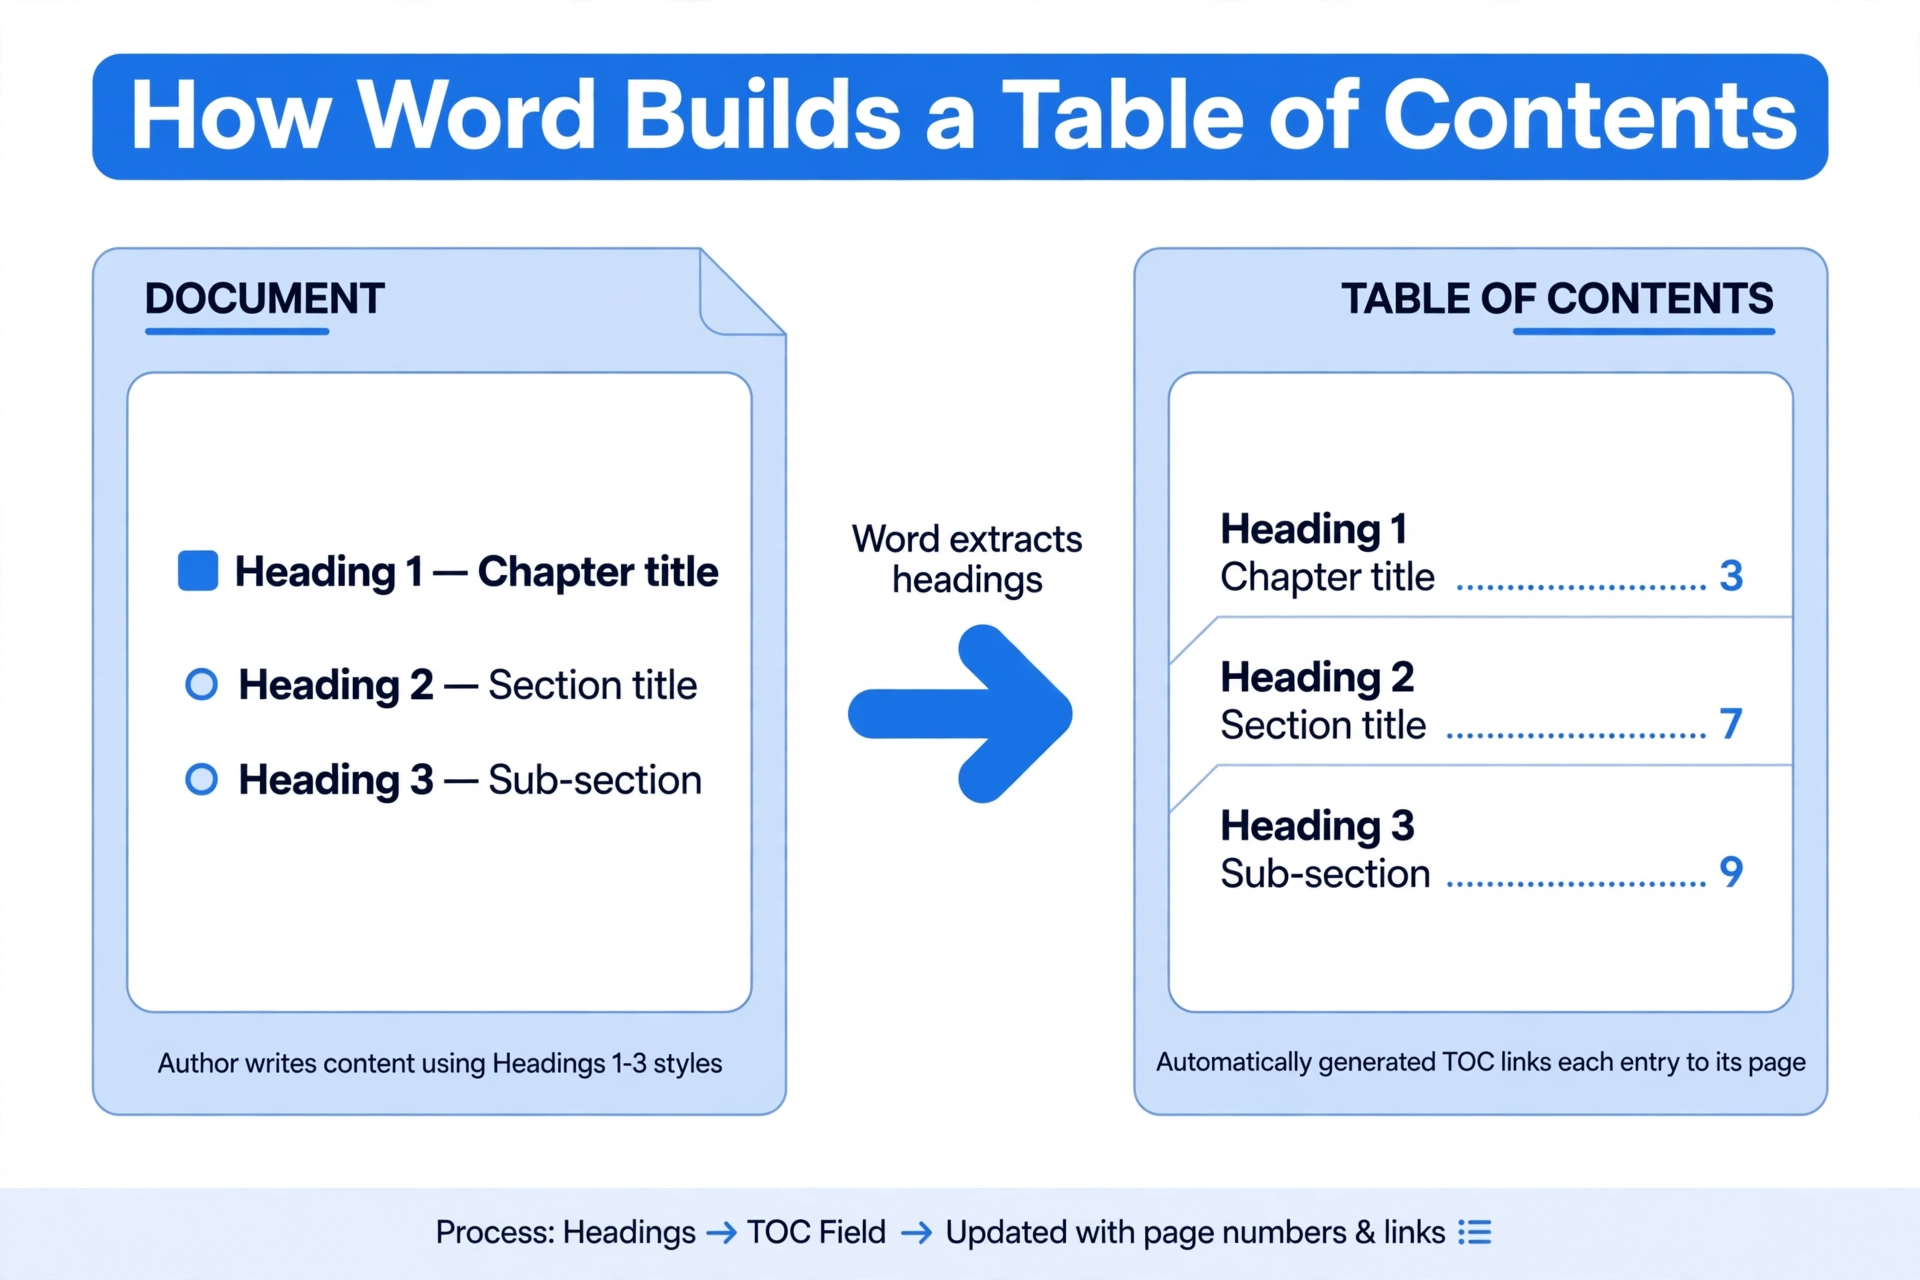 How Word Builds a Table of Contents
DOCUMENT
Heading 1 — Chapter title
Heading 2 — Section title
Heading 3 — Sub-section
Author writes content using Headings 1-3 styles
Word extracts
headings
TABLE OF CONTENTS
Heading 1
Chapter title ........................ 3
Heading 2
Section title ........................ 7
Heading 3
Sub-section ........................ 9
Automatically generated TOC links each entry to its page
Process: Headings → TOC Field → Updated with page numbers & links